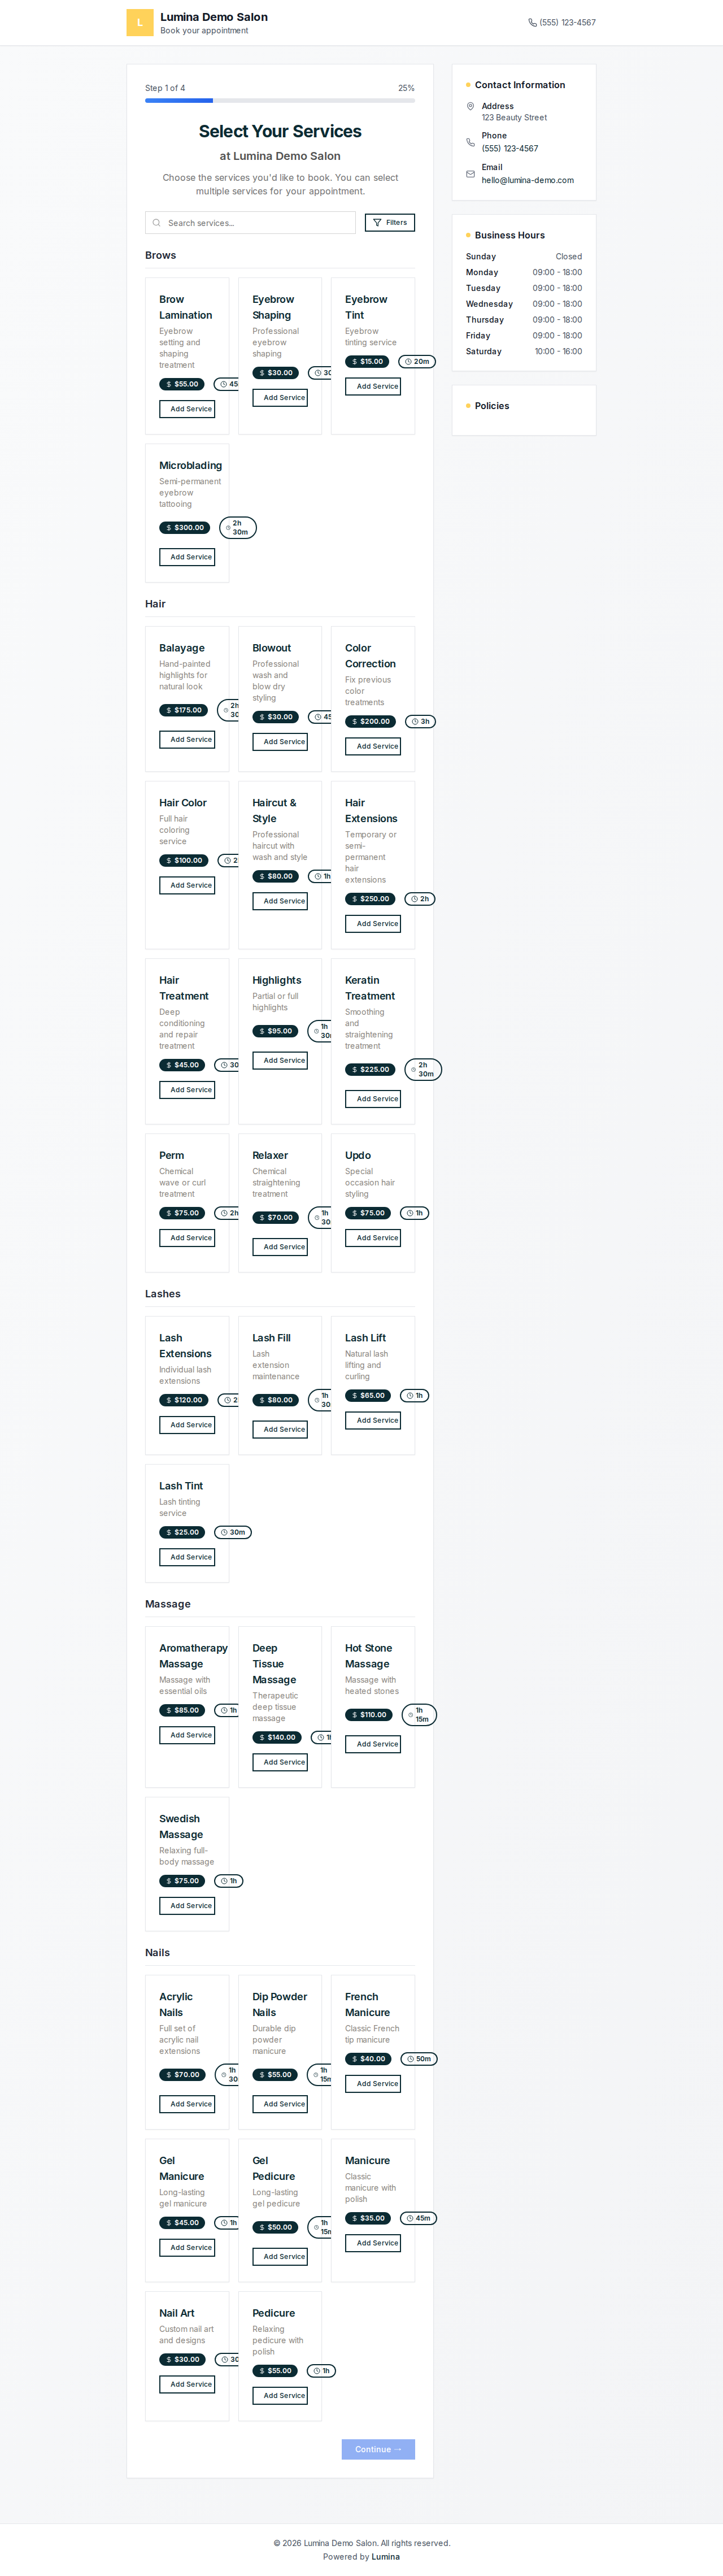 L
Lumina Demo Salon
Book your appointment
(555) 123-4567
Step 1 of 4
25%
Select Your Services
at Lumina Demo Salon
Choose the services you'd like to book. You can select
multiple services for your appointment.
Search services...
Filters
Brows
Brow
Lamination
Eyebrow
setting and
shaping
treatment
$55.00
Add Service
Eyebrow
Shaping
Professional
eyebrow
shaping
$30.00
Add Service
Eyebrow
Tint
Eyebrow
tinting service
$15.00
20m
Add Service
Microblading
Semi-permanent
eyebrow
tattooing
$300.00
2h
30m
Add Service
Hair
Balayage
Hand-painted
highlights for
natural look
$175.00
2h
Add Service
Blowout
Professional
wash and
blow dry
styling
$30.00
Add Service
Color
Correction
Fix previous
color
treatments
$200.00
3h
Add Service
Hair Color
Full hair
coloring
service
$100.00
Add Service
Haircut &
Style
Professional
haircut with
wash and style
$80.00
1h
Add Service
Hair
Extensions
Temporary or
semi-
permanent
hair
extensions
$250.00
2h
Add Service
Hair
Treatment
Deep
conditioning
and repair
treatment
$45.00
Add Service
Highlights
Partial or full
highlights
$95.00
1h
Add Service
Keratin
Treatment
Smoothing
and
straightening
treatment
$225.00
2h
30m
Add Service
Perm
Chemical
wave or curl
treatment
$75.00
2h
Add Service
Relaxer
Chemical
straightening
treatment
$70.00
1h
Add Service
Updo
Special
occasion hair
styling
$75.00
1h
Add Service
Lashes
Lash
Extensions
Individual lash
extensions
$120.00
Add Service
Lash Fill
Lash
extension
maintenance
$80.00
1h
Add Service
Lash Lift
Natural lash
lifting and
curling
$65.00
1h
Add Service
Lash Tint
Lash tinting
service
$25.00
30m
Add Service
Massage
Aromatherapy
Massage
Massage with
essential oils
$85.00
1h
Add Service
Deep
Tissue
Massage
Therapeutic
deep tissue
massage
$140.00
Add Service
Hot Stone
Massage
Massage with
heated stones
$110.00
1h
15m
Add Service
Swedish
Massage
Relaxing full-
body massage
$75.00
1h
Add Service
Nails
Acrylic
Nails
Full set of
acrylic nail
extensions
$70.00
1h
Add Service
Dip Powder
Nails
Durable dip
powder
manicure
$55.00
1h
Add Service
French
Manicure
Classic French
tip manicure
$40.00
50m
Add Service
Gel
Manicure
Long-lasting
gel manicure
$45.00
1h
Add Service
Gel
Pedicure
Long-lasting
gel pedicure
$50.00
1h
Add Service
Manicure
Classic
manicure with
polish
$35.00
45m
Add Service
Nail Art
Custom nail art
and designs
$30.00
Add Service
Pedicure
Relaxing
pedicure with
polish
$55.00
1h
Add Service
Continue →
Contact Information
Address
123 Beauty Street
Phone
(555) 123-4567
Email
hello@lumina-demo.com
Business Hours
Sunday Closed
Monday 09:00 - 18:00
Tuesday 09:00 - 18:00
Wednesday 09:00 - 18:00
Thursday 09:00 - 18:00
Friday 09:00 - 18:00
Saturday 10:00 - 16:00
Policies
© 2026 Lumina Demo Salon. All rights reserved.
Powered by Lumina